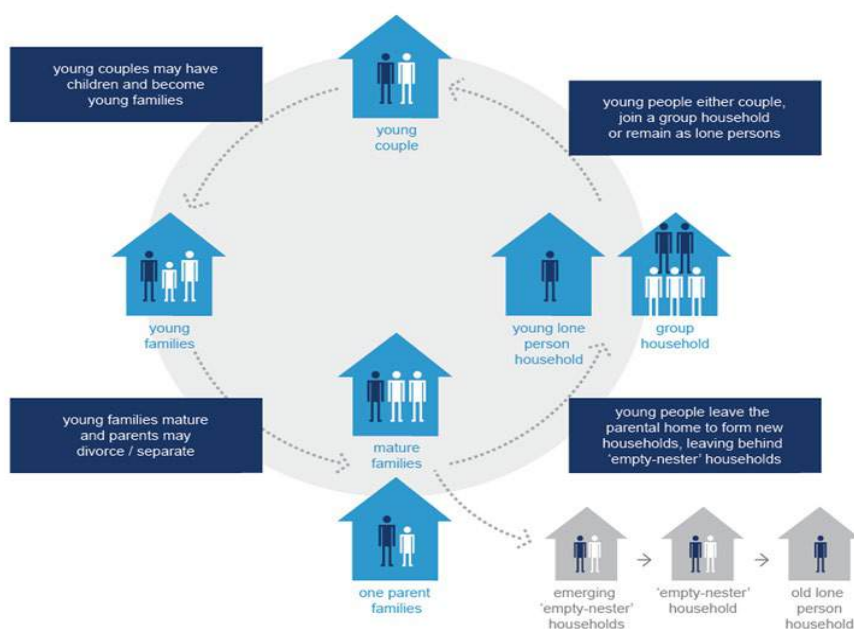 young couples may have
children and become
young families
young
couple
young people either couple,
join a group household
or remain as lone persons
young
families
young lone
person
household
group
household
young families mature
and parents may
divorce / separate
mature
families
young people leave the
parental home to form new
households, leaving behind
‘empty-nester’ households
one parent
families
emerging
‘empty-nester’
households
‘empty-nester’
household
old lone
person
household